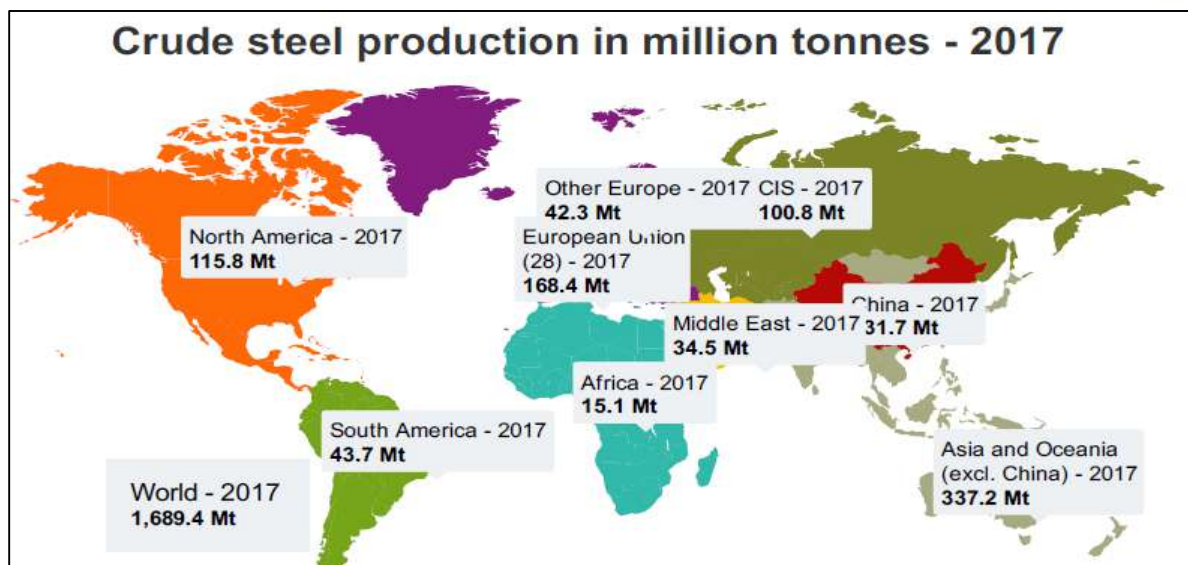 Crude steel production in million tonnes - 2017
Other Europe - 2017
42.3 Mt
CIS - 2017
100.8 Mt
North America - 2017
115.8 Mt
European Union
(28) - 2017
168.4 Mt
China - 2017
31.7 Mt
Middle East - 2017
34.5 Mt
Africa - 2017
15.1 Mt
South America - 2017
43.7 Mt
Asia and Oceania
(excl. China) - 2017
337.2 Mt
World - 2017
1,689.4 Mt